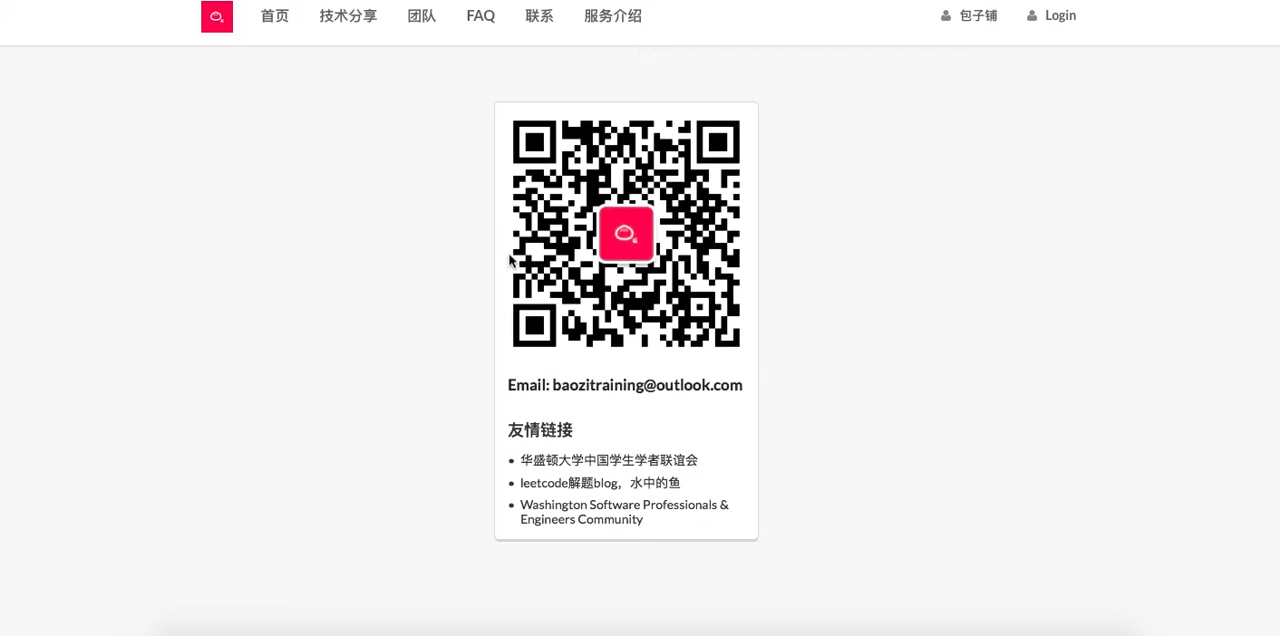 首页 技术分享 团队 FAQ 联系 服务介绍 包子铺 Login
Email: baozitraining@outlook.com
友情链接
华盛顿大学中国学生学者联谊会
leetcode解题blog，水中的鱼
Washington Software Professionals &
Engineers Community